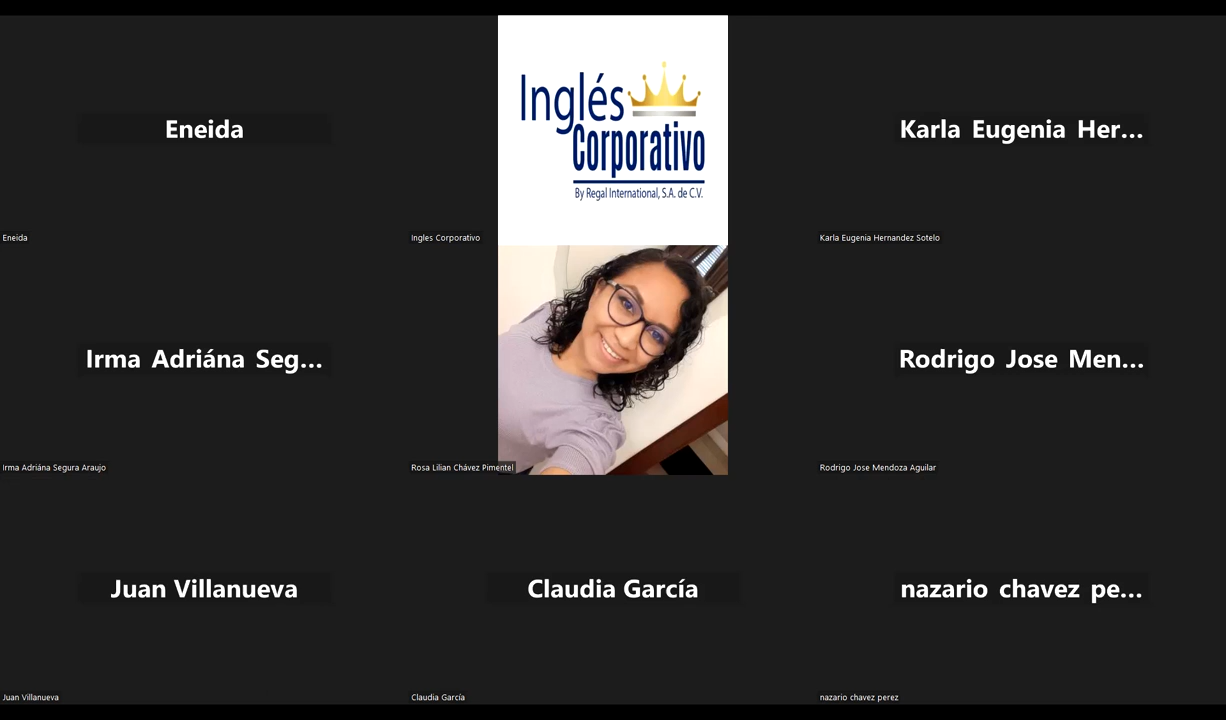 Eneida
Eneida
Inglés
Corporativo
By Regal International, S.A. de C.V.
Ingles Corporativo
Karla Eugenia Her...
Karla Eugenia Hernandez Sotelo
Irma Adriána Seg...
Irma Adriána Segura Araujo
Rosa Lilian Chávez Pimentel
Rodrigo Jose Men...
Rodrigo Jose Mendoza Aguilar
Juan Villanueva
Juan Villanueva
Claudia García
Claudia García
nazario chavez pe...
nazario chavez perez